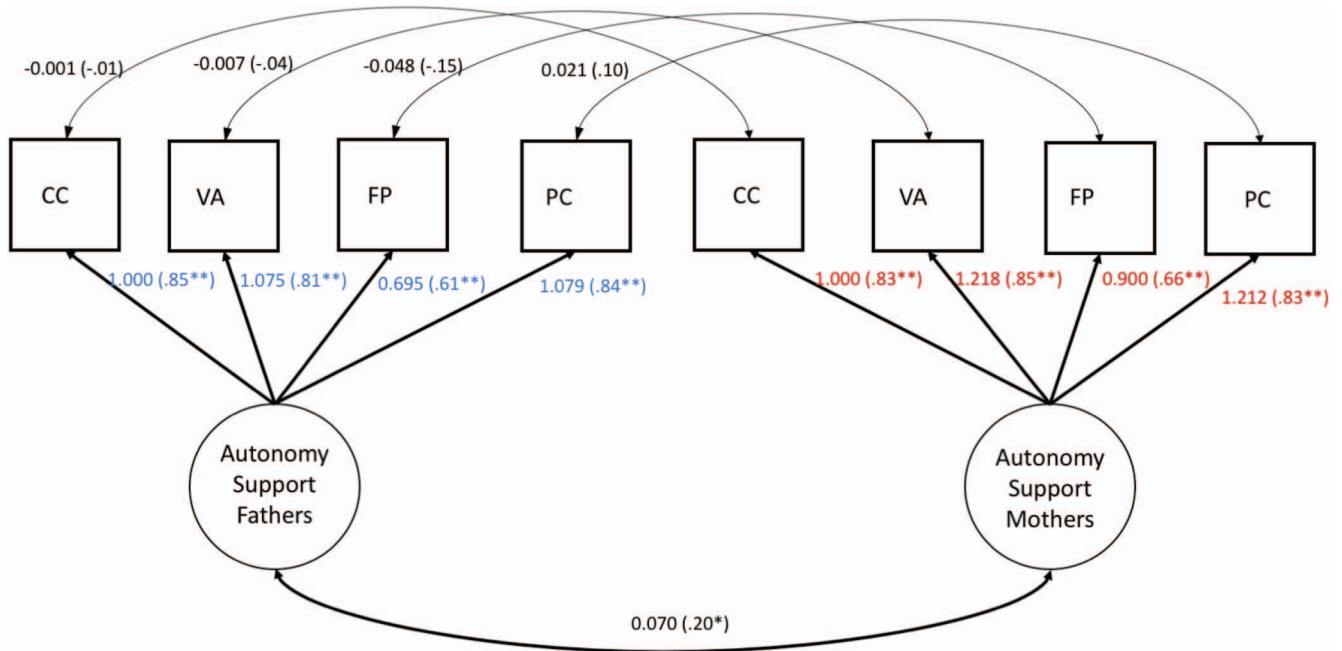 -0.001 (-.01)
-0.007 (-.04)
-0.048 (-.15)
0.021 (.10)
CC
VA
FP
PC
CC
VA
FP
PC
1.000 (.85**)
1.075 (.81**)
0.695 (.61**)
1.079 (.84**)
1.000 (.83**)
1.218 (.85**)
0.900 (.66**)
1.212 (.83**)
Autonomy
Support
Fathers
Autonomy
Support
Mothers
0.070 (.20*)